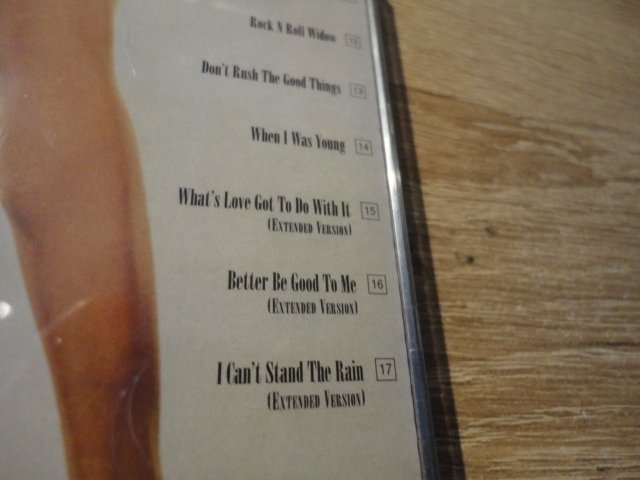 Rock N Roll Widow 12
Don't Rush The Good Things 13
When I Was Young 14
What's Love Got To Do With It 15
(Extended Version)
Better Be Good To Me 16
(Extended Version)
I Can't Stand The Rain 17
(Extended Version)